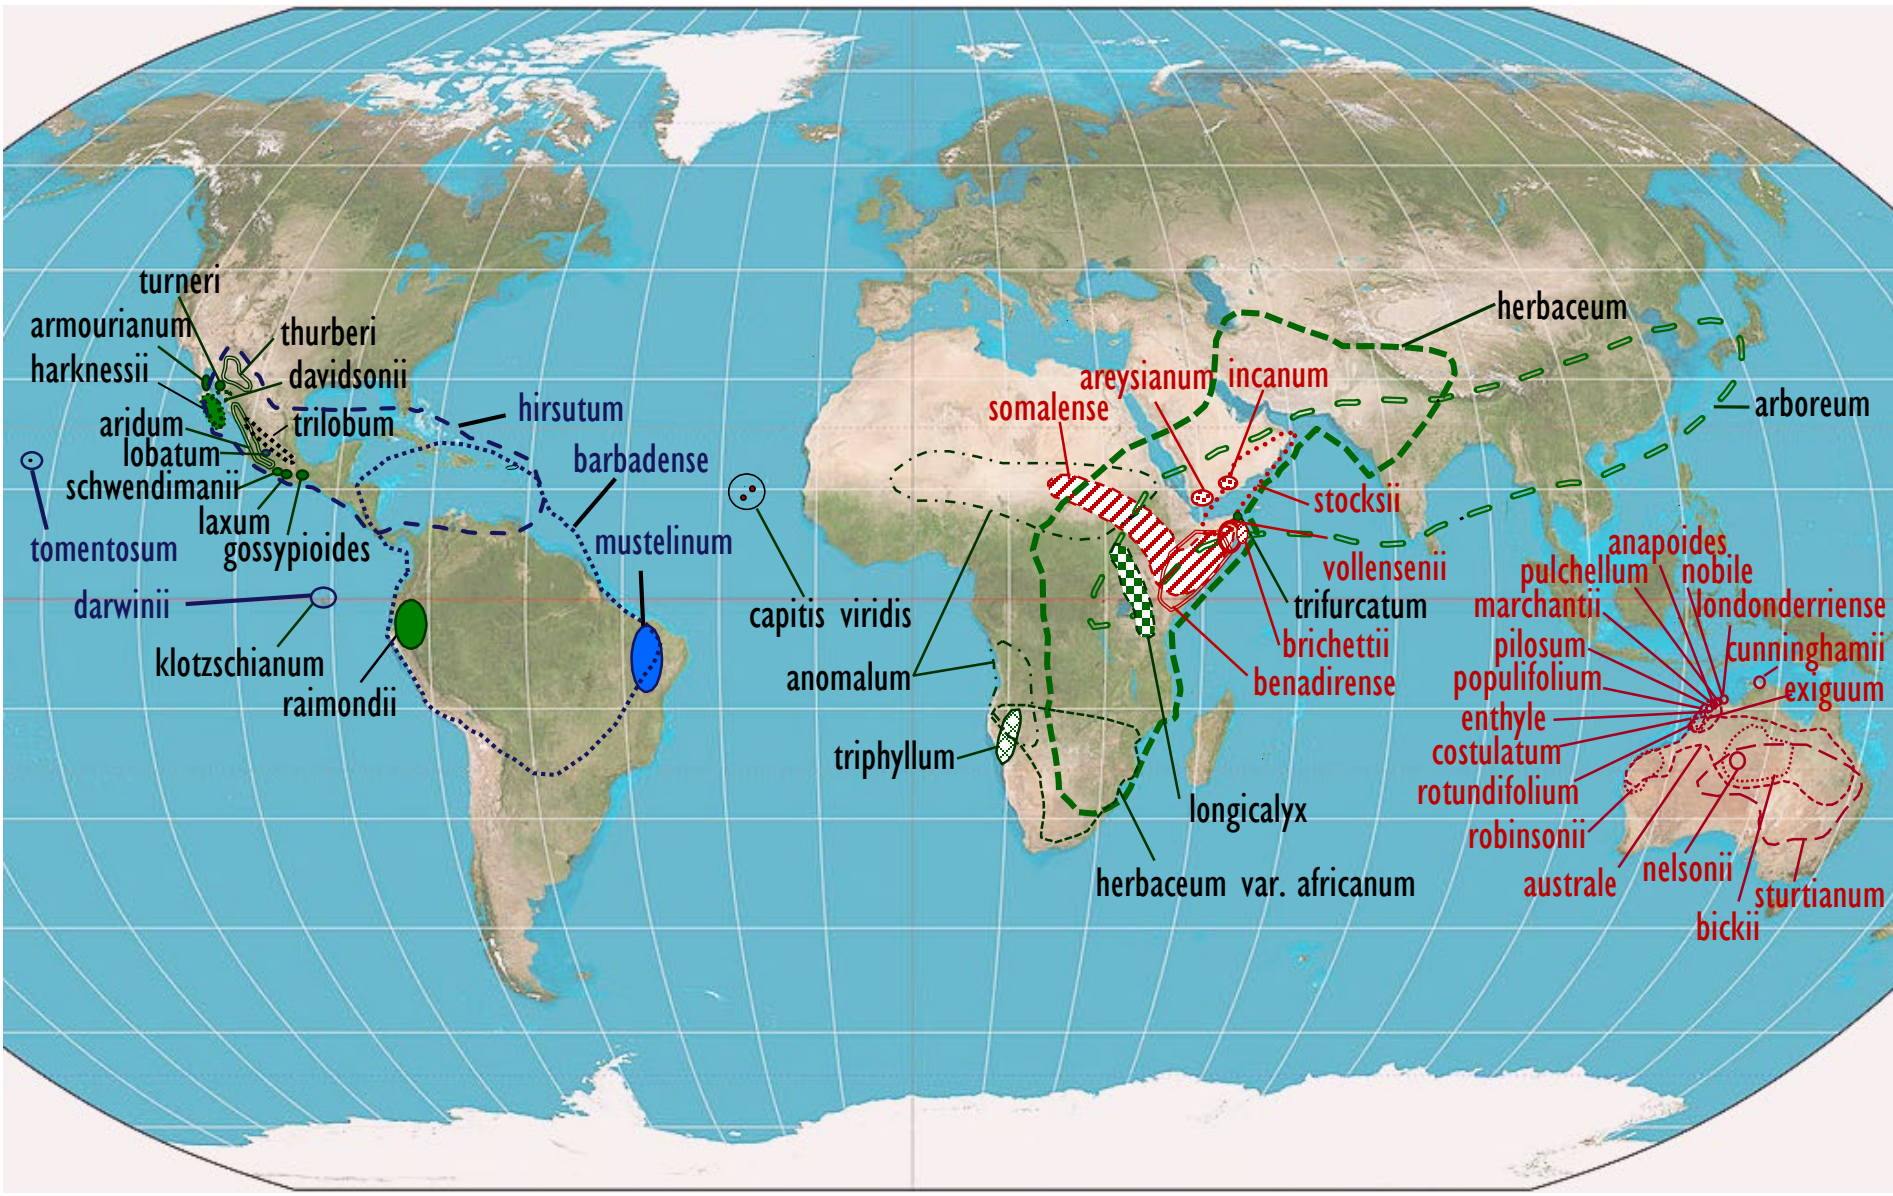 turneri
armourianum
thurberi
harknessii
davidsonii
aridum
trilobum
lobatum
schwendimanii
laxum
gossypioides
tomentosum
darwinii
klotzschianum
raimondii
hirsutum
barbadense
mustelinum
capitis viridis
anomalum
triphyllum
somalense
areysianum
incanum
herbaceum
arboreum
stocksii
vollensenii
trifurcatum
brichettii
benadirense
longicalyx
herbaceum var. africanum
anapoides
pulchellum
nobile
marchantii
londonderriense
pilosum
cunninghamii
populifolium
exiguum
enthyle
costulatum
rotundifolium
robinsonii
australe
nelsonii
sturtianum
bickii